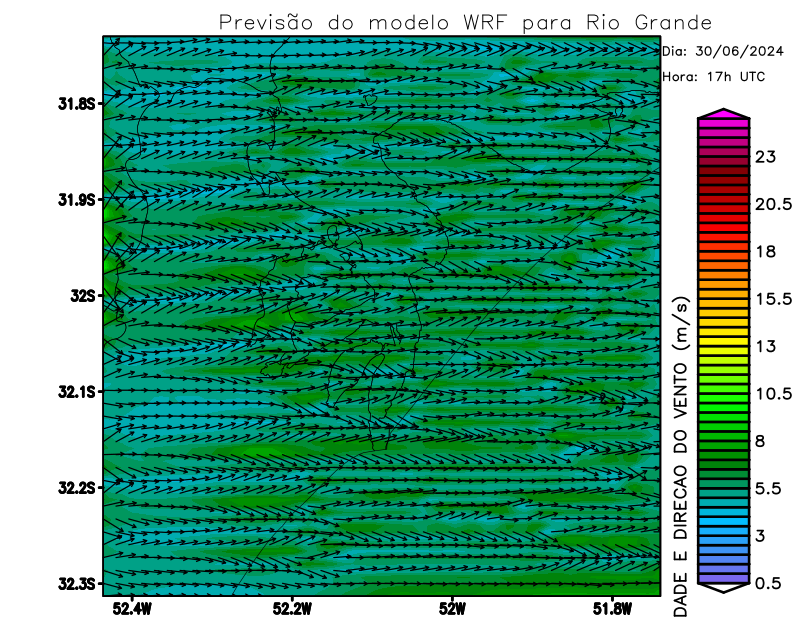 Previsão do modelo WRF para Rio Grande
Dia: 30/06/2024
Hora: 17h UTC
31.8S
31.9S
32S
32.1S
32.2S
32.3S
52.4W
52.2W
52W
51.8W
23
20.5
18
15.5
13
10.5
8
5.5
3
0.5
DADE E DIRECAO DO VENTO (m/s)